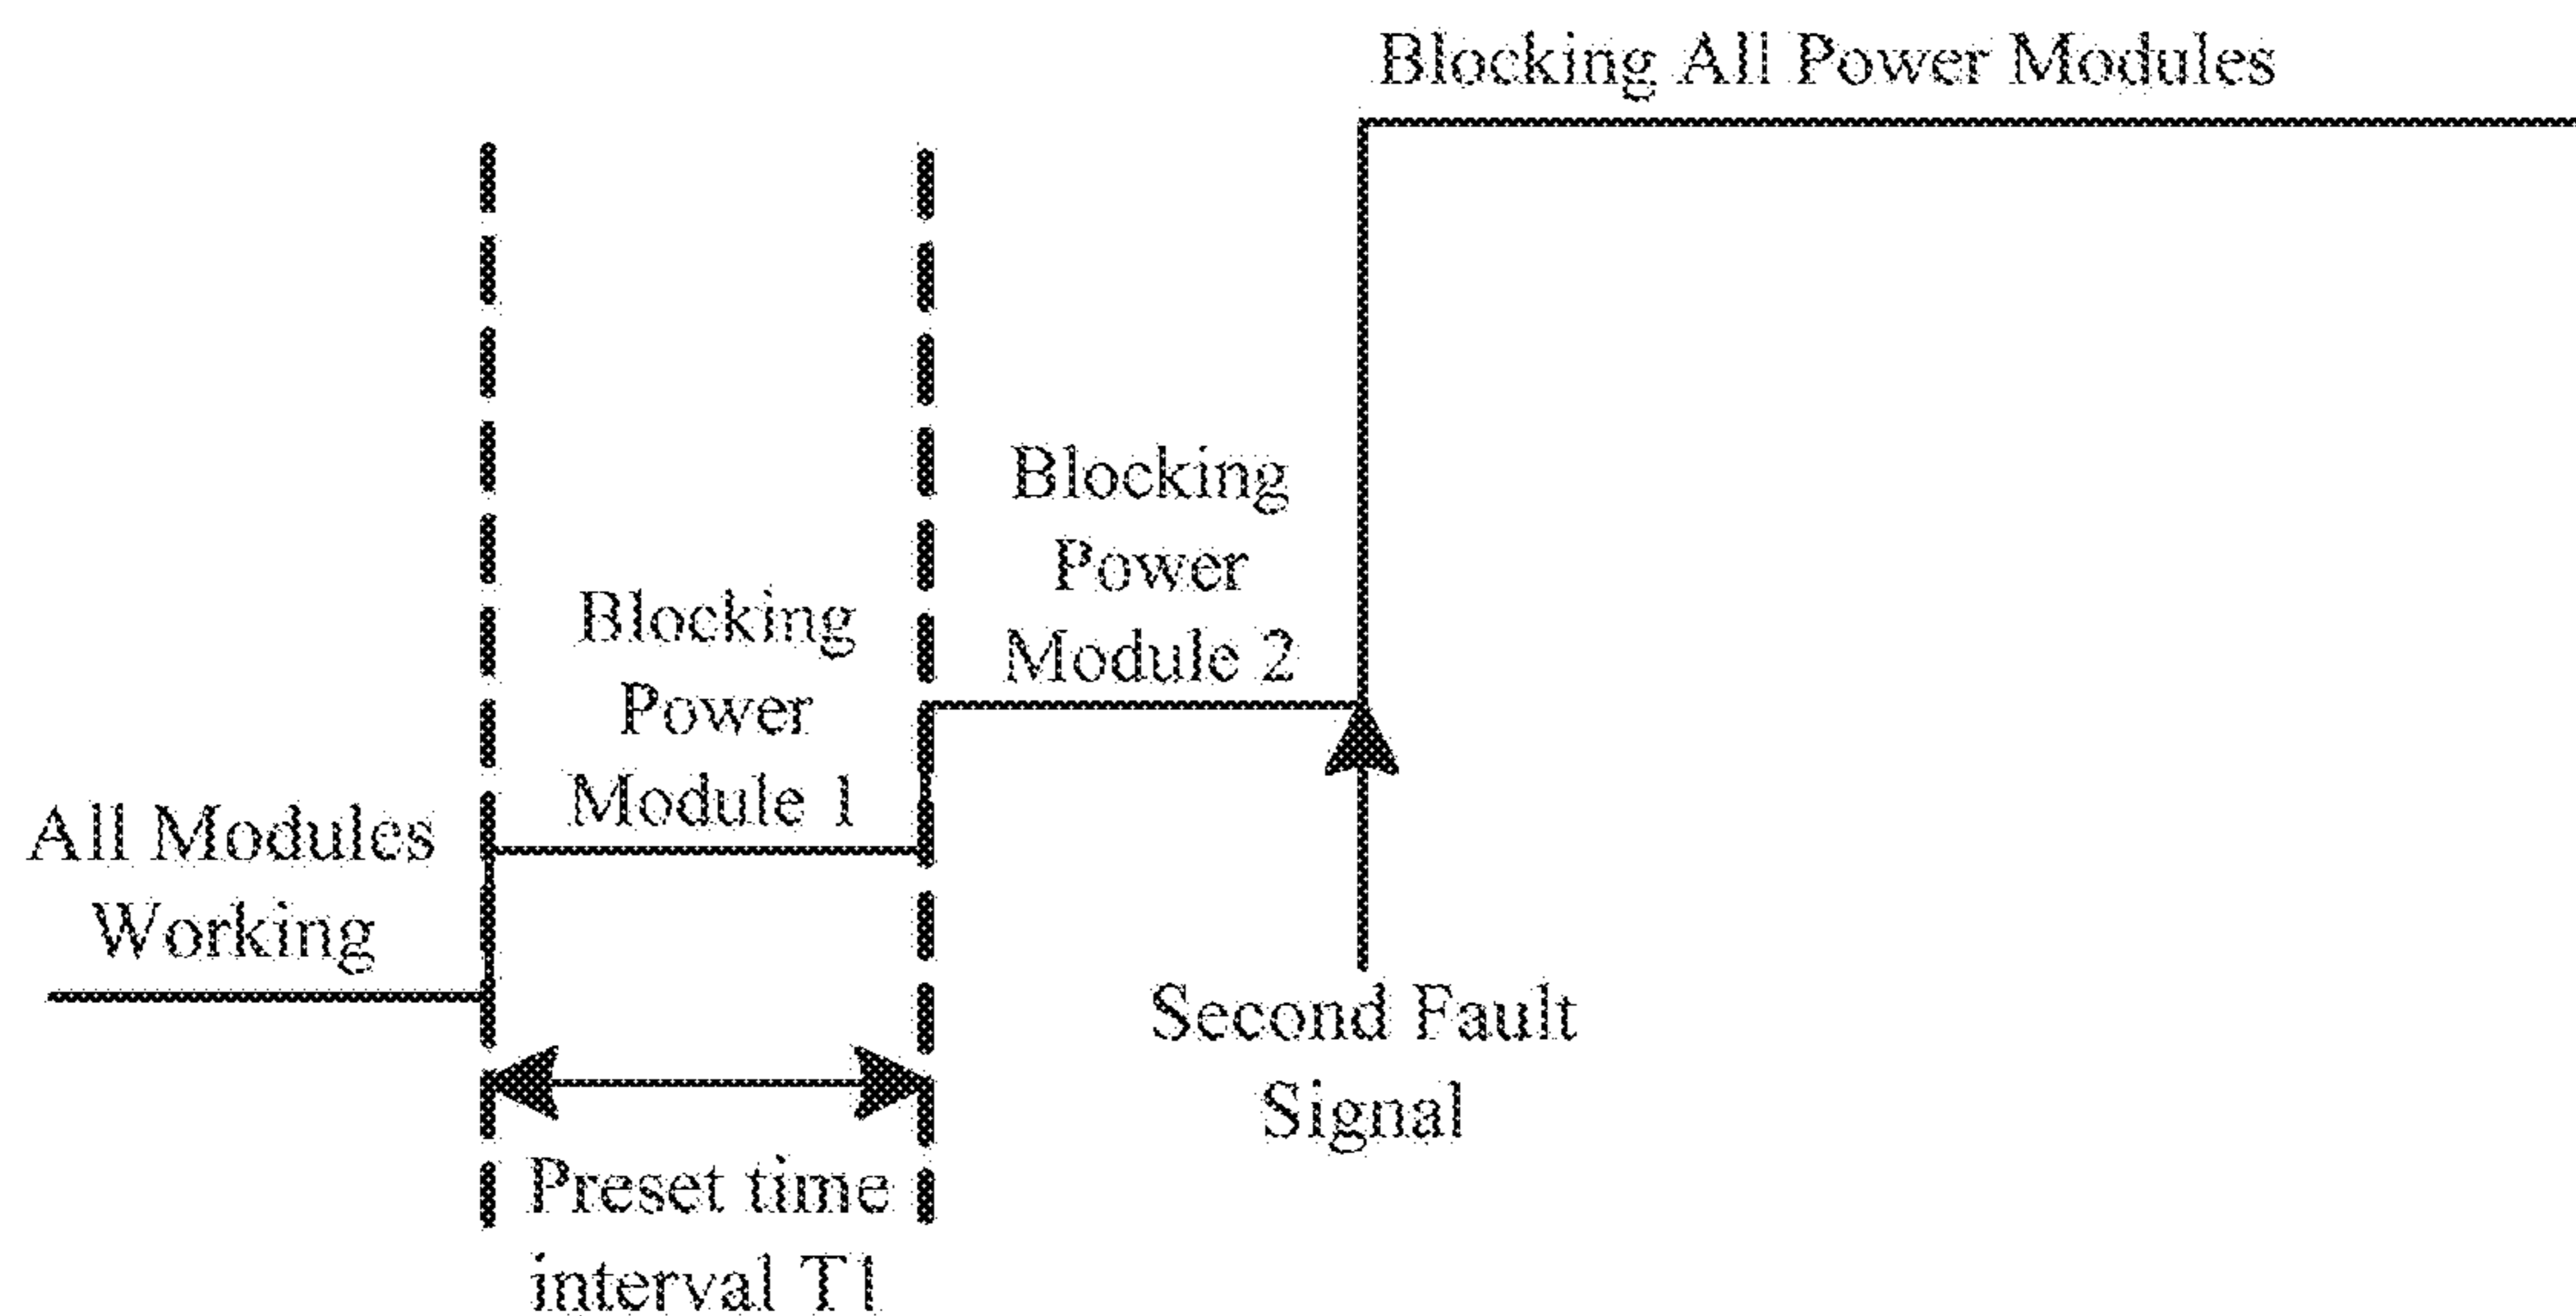 Blocking All Power Modules
Blocking
Power
Module 2
Blocking
Power
Module 1
All Modules
Working
Second Fault
Signal
Preset time
interval T1